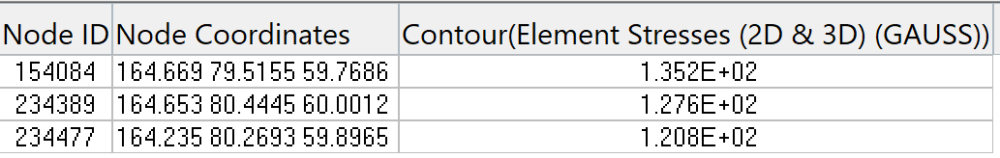 Node ID Node Coordinates Contour(Element Stresses (2D & 3D) (GAUSS))
154084 164.669 79.5155 59.7686 1.352E+02
234389 164.653 80.4445 60.0012 1.276E+02
234477 164.235 80.2693 59.8965 1.208E+02